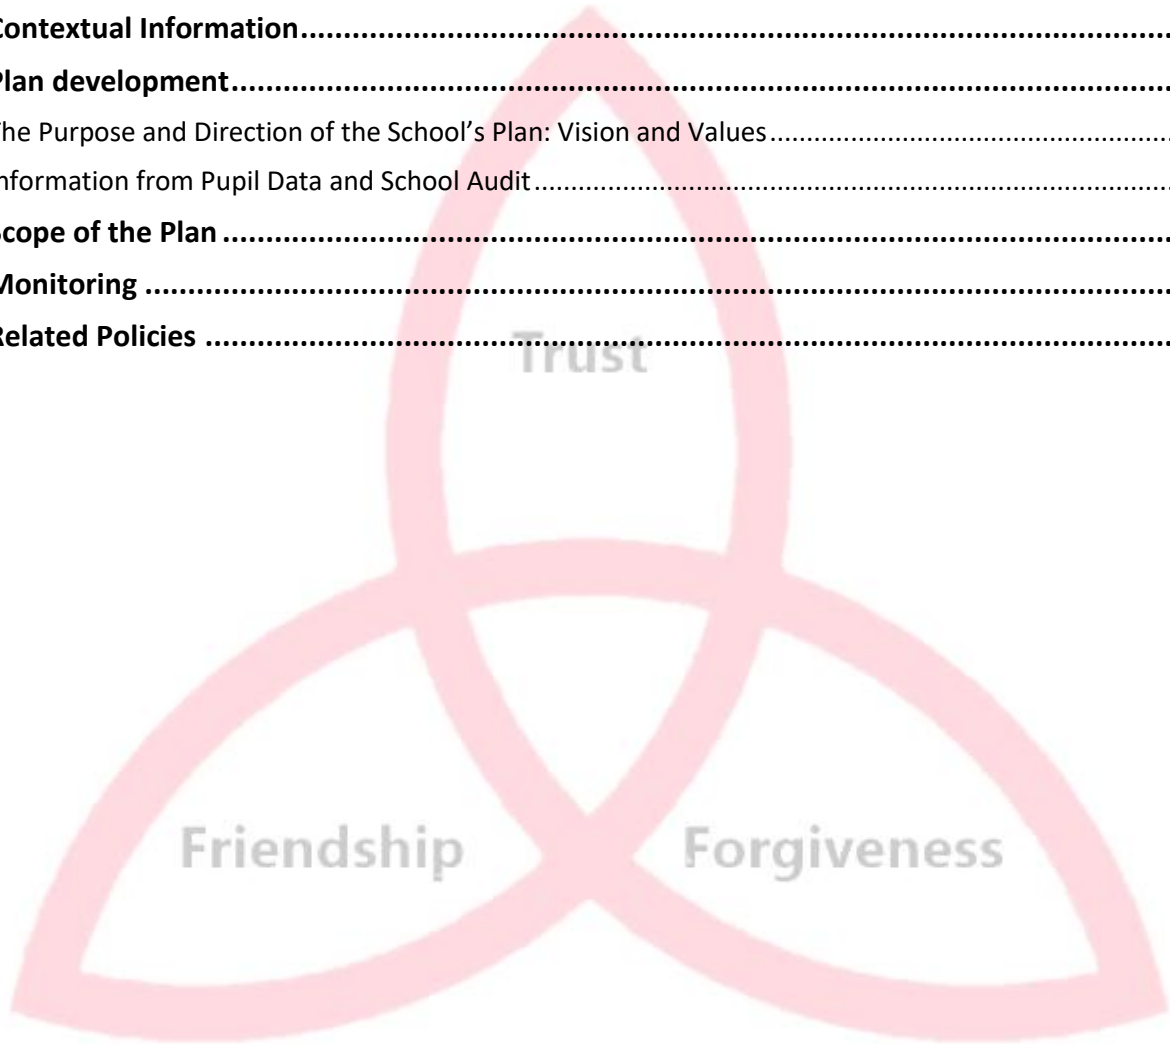 Contextual Information
Plan development
The Purpose and Direction of the School's Plan: Vision and Values
nformation from Pupil Data and School Audit
Scope of the Plan
Monitoring
Related Policies
Trust
Friendship
Forgiveness